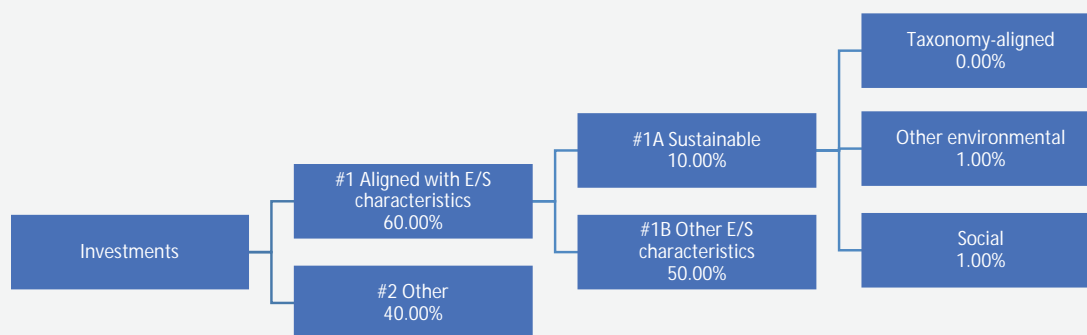 Investments
#1 Aligned with E/S
characteristics
60.00%
#2 Other
40.00%
#1A Sustainable
10.00%
#1B Other E/S
characteristics
50.00%
Taxonomy-aligned
0.00%
Other environmental
1.00%
Social
1.00%